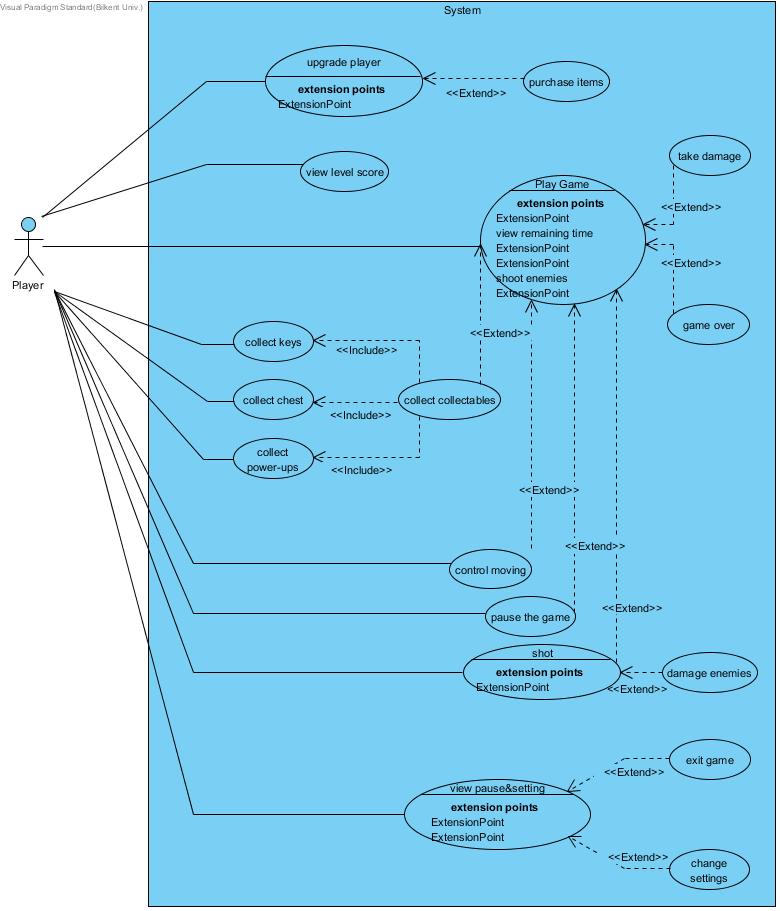 Visual Paradigm Standard(Bilkent Univ.)
System
upgrade player
extension points
ExtensionPoint
<<Extend>>
purchase items
view level score
take damage
<<Extend>>
Play Game
extension points
ExtensionPoint
view remaining time
ExtensionPoint
ExtensionPoint
shoot enemies
ExtensionPoint
<<Extend>>
game over
Player
<<Extend>>
collect keys
<<Include>>
collect chest
<<Include>>
collect collectables
collect
power-ups
<<Include>>
<<Extend>>
<<Extend>>
control moving
<<Extend>>
pause the game
shot
extension points
ExtensionPoint
<<Extend>>
damage enemies
exit game
<<Extend>>
view pause&setting
extension points
ExtensionPoint
ExtensionPoint
<<Extend>>
change
settings